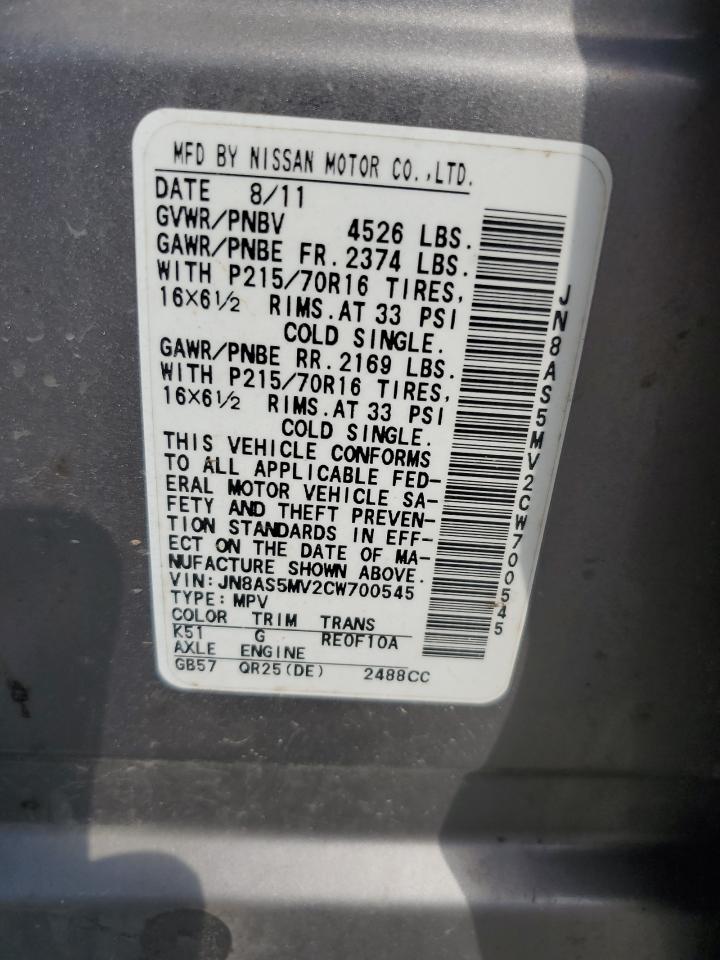 MFD BY NISSAN MOTOR CO.,LTD.
DATE 8/11
GVWR/PNBV 4526 LBS.
GAWR/PNBE FR. 2374 LBS.
WITH P215/70R16 TIRES,
16×6½ RIMS. AT 33 PSI
COLD SINGLE.
GAWR/PNBE RR. 2169 LBS.
WITH P215/70R16 TIRES,
16×6½ RIMS. AT 33 PSI
COLD SINGLE.
THIS VEHICLE CONFORMS
TO ALL APPLICABLE FED-
ERAL MOTOR VEHICLE SA-
FETY AND THEFT PREVEN-
TION STANDARDS IN EFF-
ECT ON THE DATE OF MA-
NUFACTURE SHOWN ABOVE.
VIN:JN8AS5MV2CW700545
TYPE: MPV
COLOR TRIM TRANS
K51 G RE0F10A
AXLE ENGINE
GB57 QR25(DE) 2488CC
JN8AS5MV2CW700545